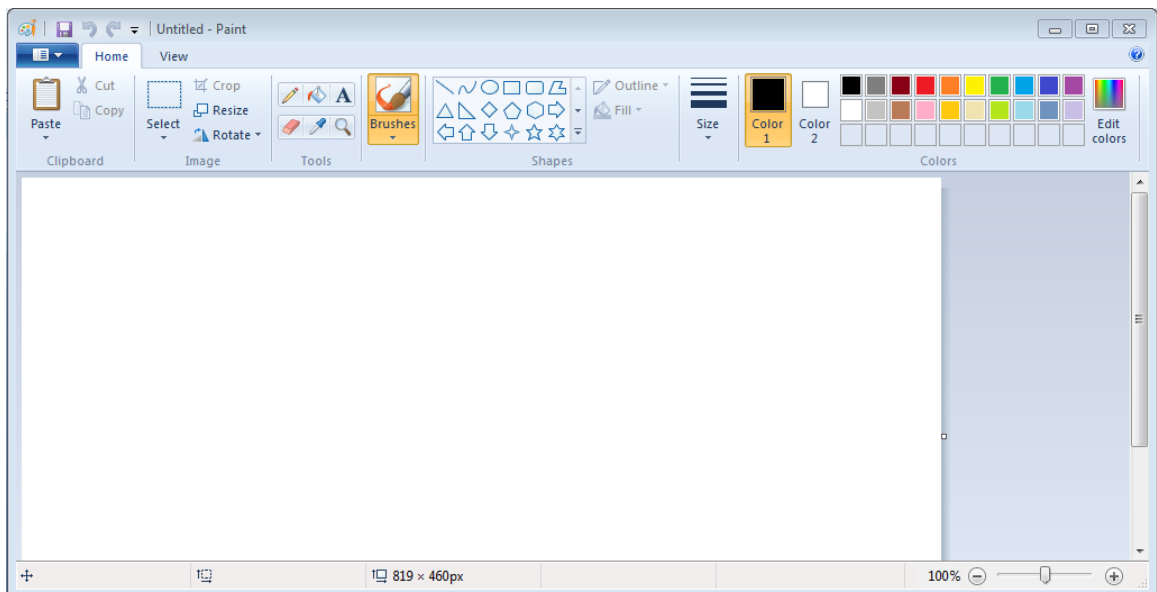 Untitled - Paint
Home View
Paste
Cut
Copy
Clipboard
Select
Crop
Resize
Rotate
Image
A
Tools
Brushes
Outline
Fill
Shapes
Size
Color 1
Color 2
Edit colors
Colors
819 × 460px
100%